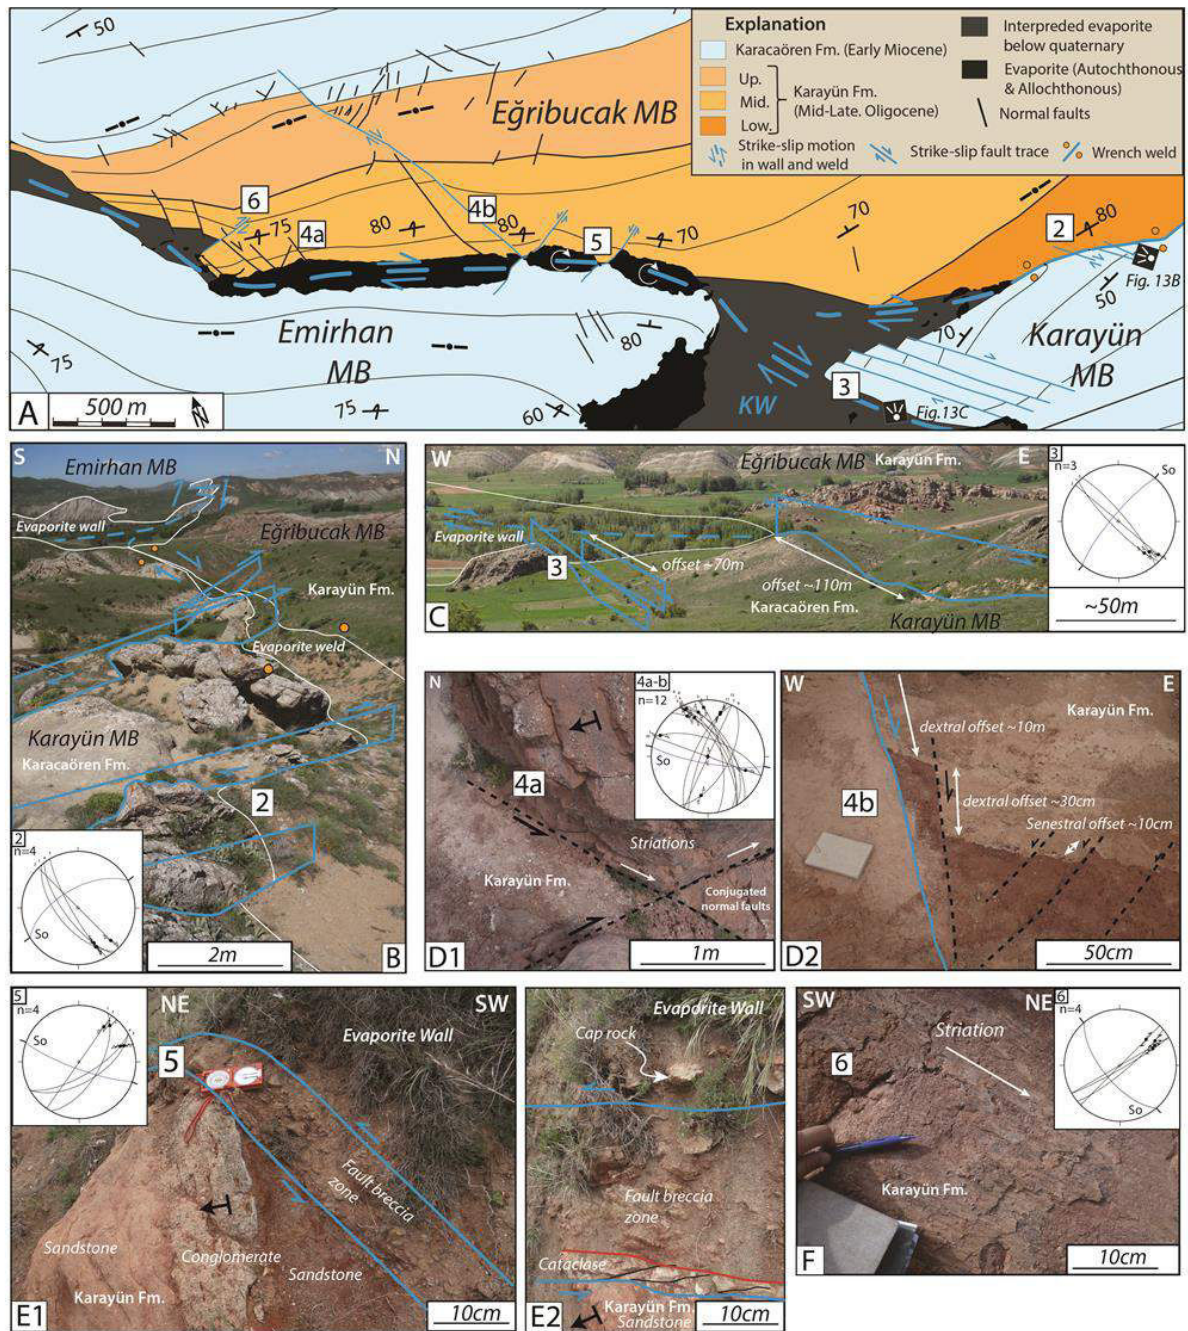 Explanation
Karacaören Fm. (Early Miocene)
Up.
Mid.
Low.
Karayün Fm.
(Mid-Late. Oligocene)
Strike-slip motion
in wall and weld
Strike-slip fault trace
Wrench weld
Interpreded evaporite
below quaternary
Evaporite (Autochthonous
& Allochthonous)
Normal faults
50
Eğribucak MB
6
75
4a
80
4b
80
5
70
70
2
80
Fig. 13B
50
Emirhan
MB
75
80
75
60
70
Karayün
MB
3
KW
Fig.13C
A
500 m
N
S
N
Emirhan MB
Evaporite wall
Eğribucak MB
Karayün Fm.
Evaporite weld
Karayün MB
Karacaören Fm.
2
2
n=4
So
2m
B
W
E
Eğribucak MB
Karayün Fm.
Evaporite wall
3
offset ~70m
offset ~110m
Karacaören Fm.
Karayün MB
C
3
n=3
So
~50m
N
4a-b
n=12
So
4a
Striations
Karayün Fm.
Conjugated
normal faults
D1
1m
W
E
Karayün Fm.
dextral offset ~10m
4b
dextral offset ~30cm
Senestral offset ~10cm
D2
50cm
5
n=4
So
So
NE
SW
Evaporite Wall
5
Fault breccia
zone
Sandstone
Conglomerate
Sandstone
Karayün Fm.
E1
10cm
Evaporite Wall
Cap rock
Fault breccia
zone
Cataclase
Karayün Fm.
Sandstone
E2
10cm
SW
NE
Striation
6
6
n=4
So
Karayün Fm.
F
10cm